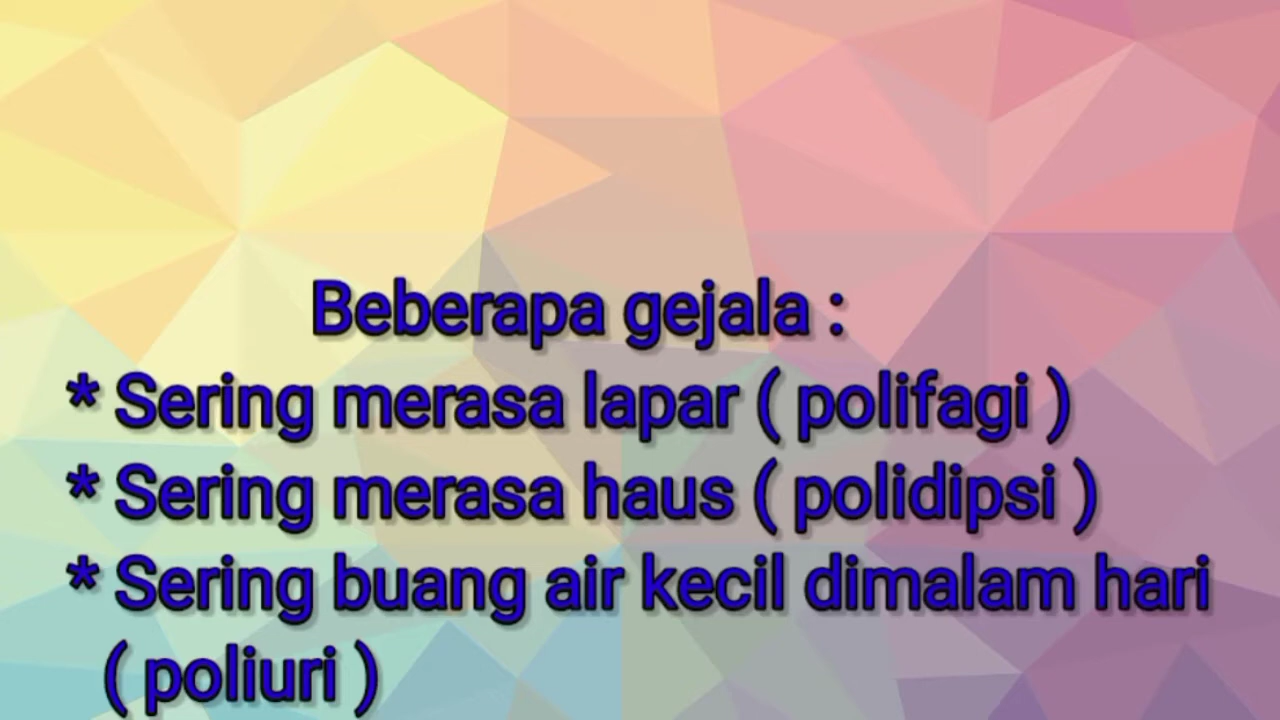 Beberapa gejala :
* Sering merasa lapar ( polifagi )
* Sering merasa haus ( polidipsi )
* Sering buang air kecil dimalam hari
( poliuri )